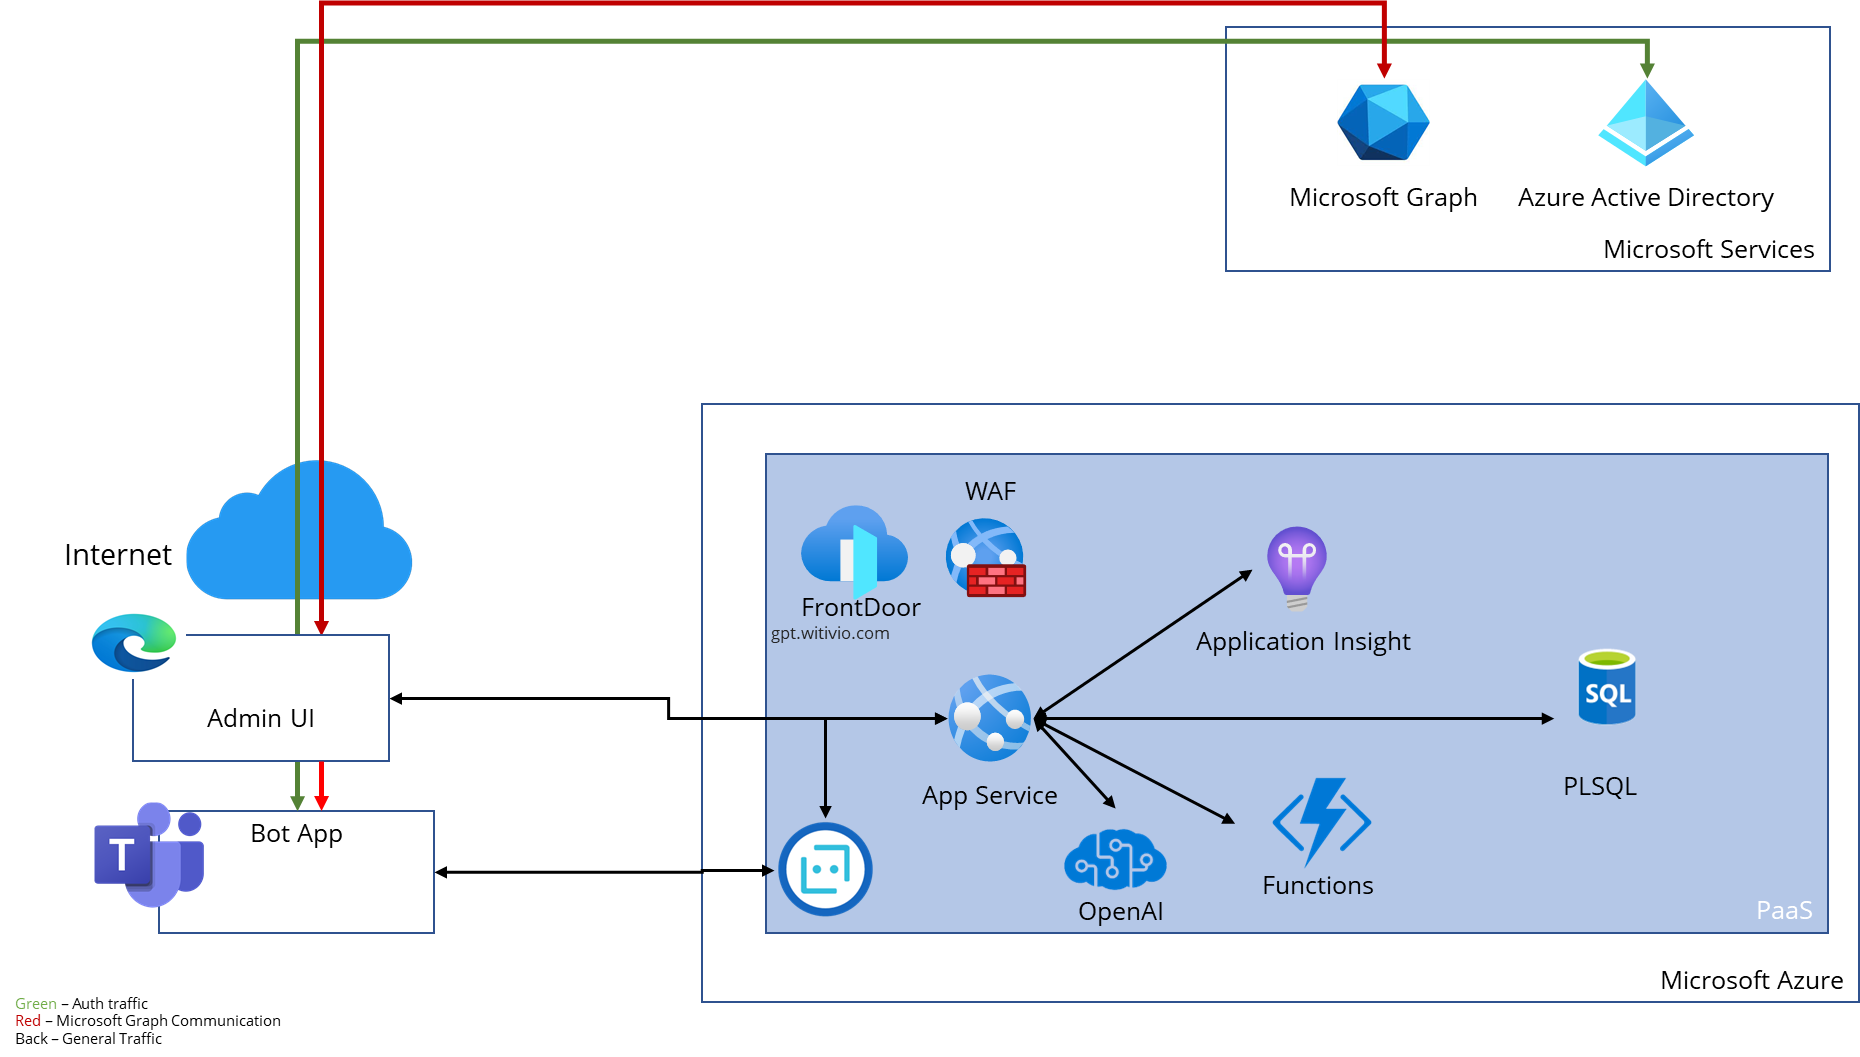 Microsoft Graph
Azure Active Directory
Microsoft Services
Internet
WAF
FrontDoor
gpt.witivio.com
Application Insight
SQL
Admin UI
App Service
PLSQL
T
Bot App
Functions
OpenAI
PaaS
Microsoft Azure
Green – Auth traffic
Red – Microsoft Graph Communication
Back – General Traffic